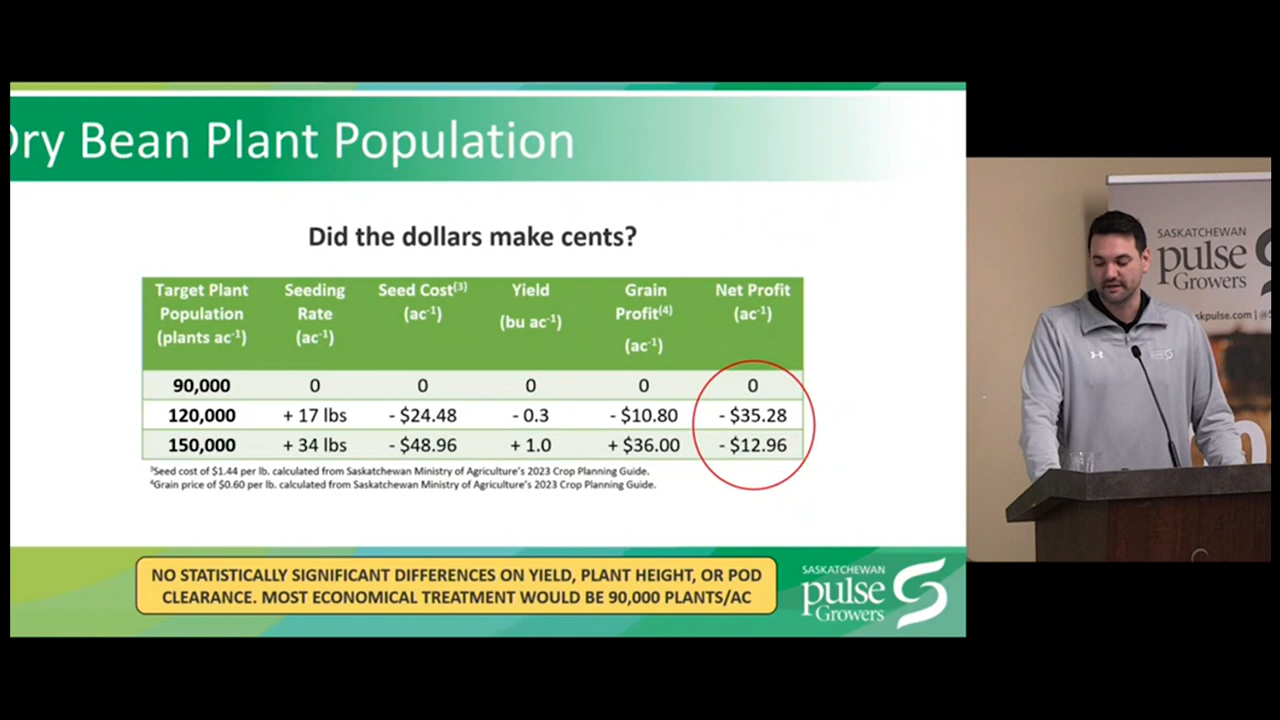 Dry Bean Plant Population
Did the dollars make cents?
Target Plant Population (plants ac⁻¹) Seeding Rate (ac⁻¹) Seed Cost⁽³⁾ (ac⁻¹) Yield (bu ac⁻¹) Grain Profit⁽⁴⁾ (ac⁻¹) Net Profit (ac⁻¹)
90,000 0 0 0 0 0
120,000 + 17 lbs - $24.48 - 0.3 - $10.80 - $35.28
150,000 + 34 lbs - $48.96 + 1.0 + $36.00 - $12.96
³Seed cost of $1.44 per lb. calculated from Saskatchewan Ministry of Agriculture's 2023 Crop Planning Guide.
⁴Grain price of $0.60 per lb. calculated from Saskatchewan Ministry of Agriculture's 2023 Crop Planning Guide.
NO STATISTICALLY SIGNIFICANT DIFFERENCES ON YIELD, PLANT HEIGHT, OR POD
CLEARANCE. MOST ECONOMICAL TREATMENT WOULD BE 90,000 PLANTS/AC
SASKATCHEWAN
pulse
Growers
SASKATCHEWAN
pulse
Growers
skpulse.com | @S